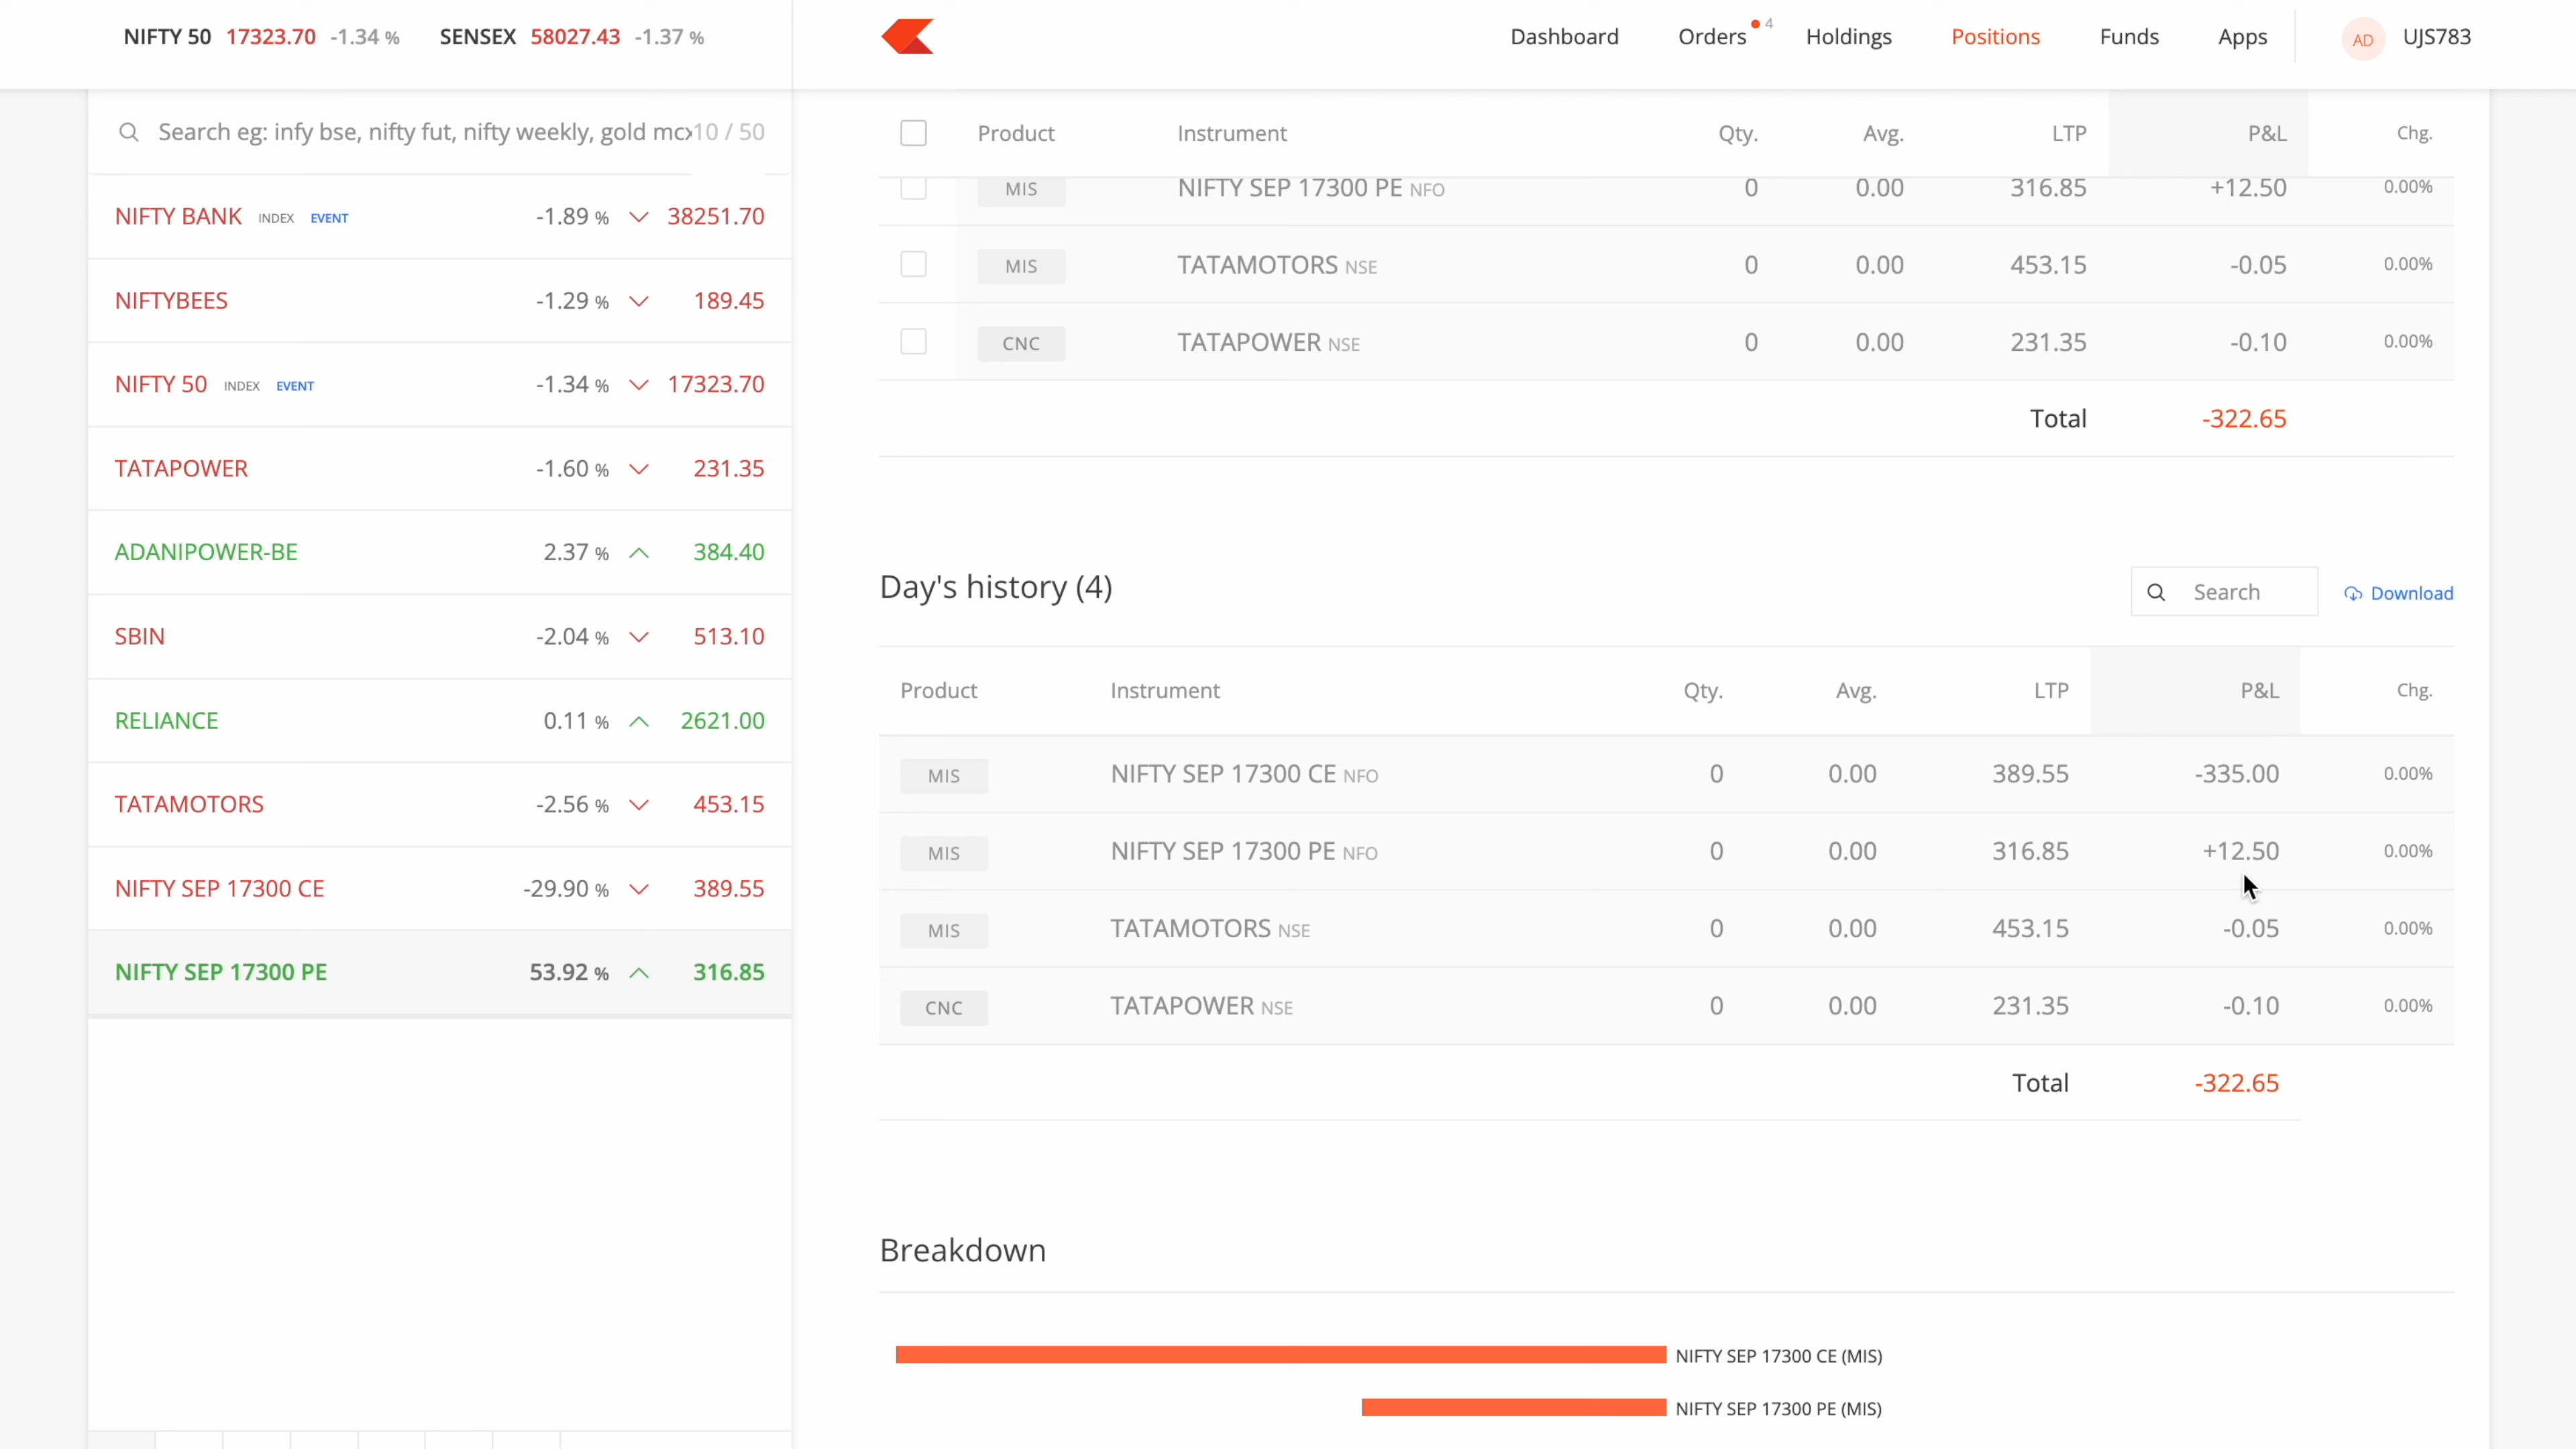 NIFTY 50 17323.70 -1.34 % SENSEX 58027.43 -1.37 %
Dashboard Orders 4 Holdings Positions Funds Apps AD UJS783
Search eg: infy bse, nifty fut, nifty weekly, gold mcx 10 / 50
NIFTY BANK INDEX EVENT -1.89 % 38251.70
NIFTYBEES -1.29 % 189.45
NIFTY 50 INDEX EVENT -1.34 % 17323.70
TATAPOWER -1.60 % 231.35
ADANIPOWER-BE 2.37 % 384.40
SBIN -2.04 % 513.10
RELIANCE 0.11 % 2621.00
TATAMOTORS -2.56 % 453.15
NIFTY SEP 17300 CE -29.90 % 389.55
NIFTY SEP 17300 PE 53.92 % 316.85
Product Instrument Qty. Avg. LTP P&L Chg.
MIS NIFTY SEP 17300 PE NFO 0 0.00 316.85 +12.50 0.00%
MIS TATAMOTORS NSE 0 0.00 453.15 -0.05 0.00%
CNC TATAPOWER NSE 0 0.00 231.35 -0.10 0.00%
Total -322.65
Day's history (4) Search Download
Product Instrument Qty. Avg. LTP P&L Chg.
MIS NIFTY SEP 17300 CE NFO 0 0.00 389.55 -335.00 0.00%
MIS NIFTY SEP 17300 PE NFO 0 0.00 316.85 +12.50 0.00%
MIS TATAMOTORS NSE 0 0.00 453.15 -0.05 0.00%
CNC TATAPOWER NSE 0 0.00 231.35 -0.10 0.00%
Total -322.65
Breakdown
NIFTY SEP 17300 CE (MIS)
NIFTY SEP 17300 PE (MIS)